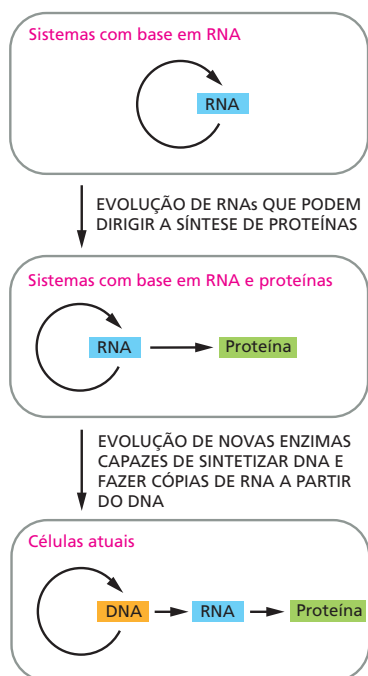 Sistemas com base em RNA
RNA
EVOLUÇÃO DE RNAs QUE PODEM
DIRIGIR A SÍNTESE DE PROTEÍNAS
Sistemas com base em RNA e proteínas
RNA
Proteína
EVOLUÇÃO DE NOVAS ENZIMAS
CAPAZES DE SINTETIZAR DNA E
FAZER CÓPIAS DE RNA A PARTIR
DO DNA
Células atuais
DNA
RNA
Proteína